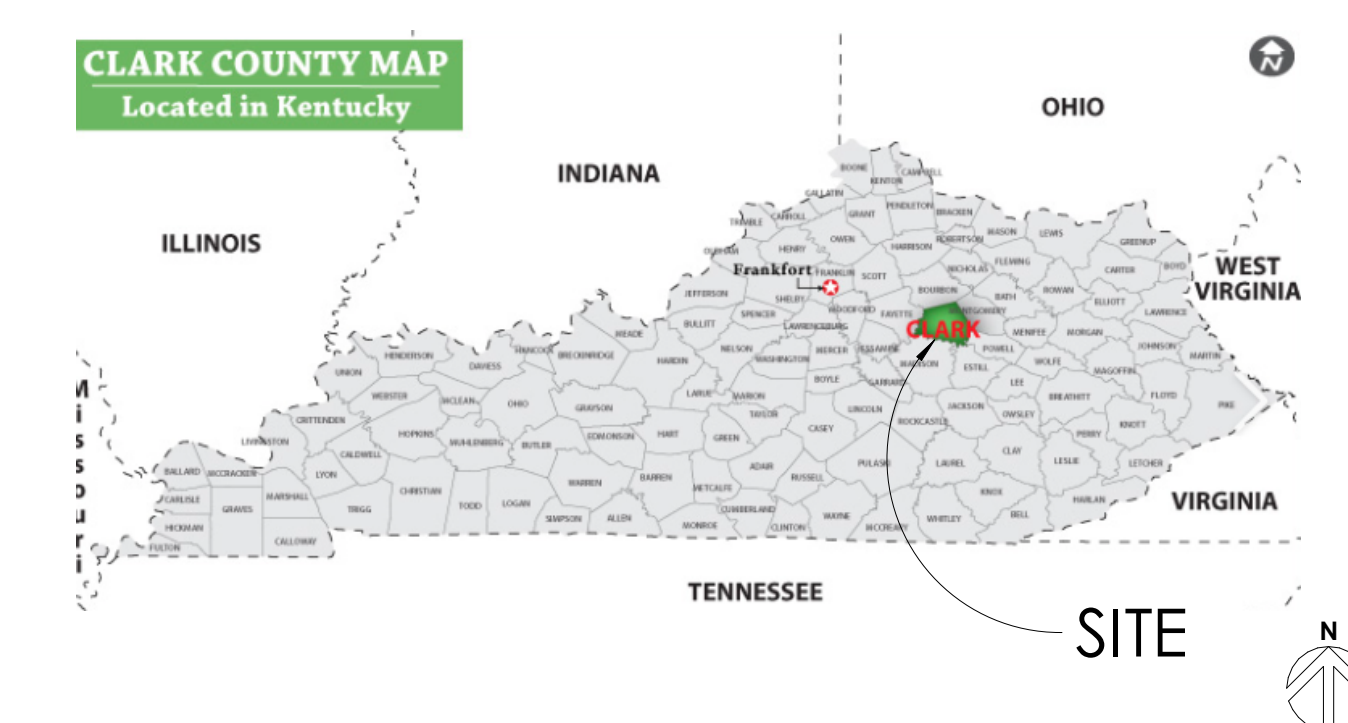 CLARK COUNTY MAP
Located in Kentucky
N
OHIO
INDIANA
ILLINOIS
WEST
VIRGINIA
VIRGINIA
TENNESSEE
Missouri
BOONE
KENTON
CAMPBELL
GALLATIN
GRANT
PENDLETON
BRACKEN
TRIMBLE
CARROLL
OWEN
HARRISON
ROBERTSON
MASON
LEWIS
GREENUP
OLDHAM
HENRY
Frankfort
FRANKLIN
SCOTT
NICHOLAS
FLEMING
CARTER
BOYD
JEFFERSON
SHELBY
WOODFORD
BOURBON
BATH
ROWAN
ELLIOTT
LAWRENCE
BULLITT
SPENCER
LAWRENCEBURG
FAYETTE
CLARK
MENIFEE
MORGAN
JOHNSON
MARTIN
MEADE
HANCOCK
BRECKINRIDGE
HARDIN
NELSON
WASHINGTON
MERCER
JESSAMINE
MADISON
POWELL
ESTILL
WOLFE
MAGOFFIN
HENDERSON
UNION
DAVIESS
WEBSTER
MCLEAN
OHIO
GRAYSON
LARUE
MARION
BOYLE
GARRARD
LEE
BREATHITT
FLOYD
PIKE
CRITTENDEN
HOPKINS
MUHLENBERG
BUTLER
EDMONSON
HART
GREEN
TAYLOR
CASEY
LINCOLN
ROCKCASTLE
JACKSON
OWSLEY
PERRY
KNOTT
LIVINGSTON
CALDWELL
LYON
WARREN
BARREN
METCALFE
ADAIR
RUSSELL
PULASKI
LAUREL
CLAY
LESLIE
LETCHER
BALLARD
MCCRACKEN
CARLISLE
GRAVES
MARSHALL
CHRISTIAN
TRIGG
TODD
LOGAN
SIMPSON
ALLEN
MONROE
CUMBERLAND
CLINTON
WAYNE
MCCREARY
WHITLEY
KNOX
BELL
HARLAN
HICKMAN
FULTON
CALLOWAY
SITE
N